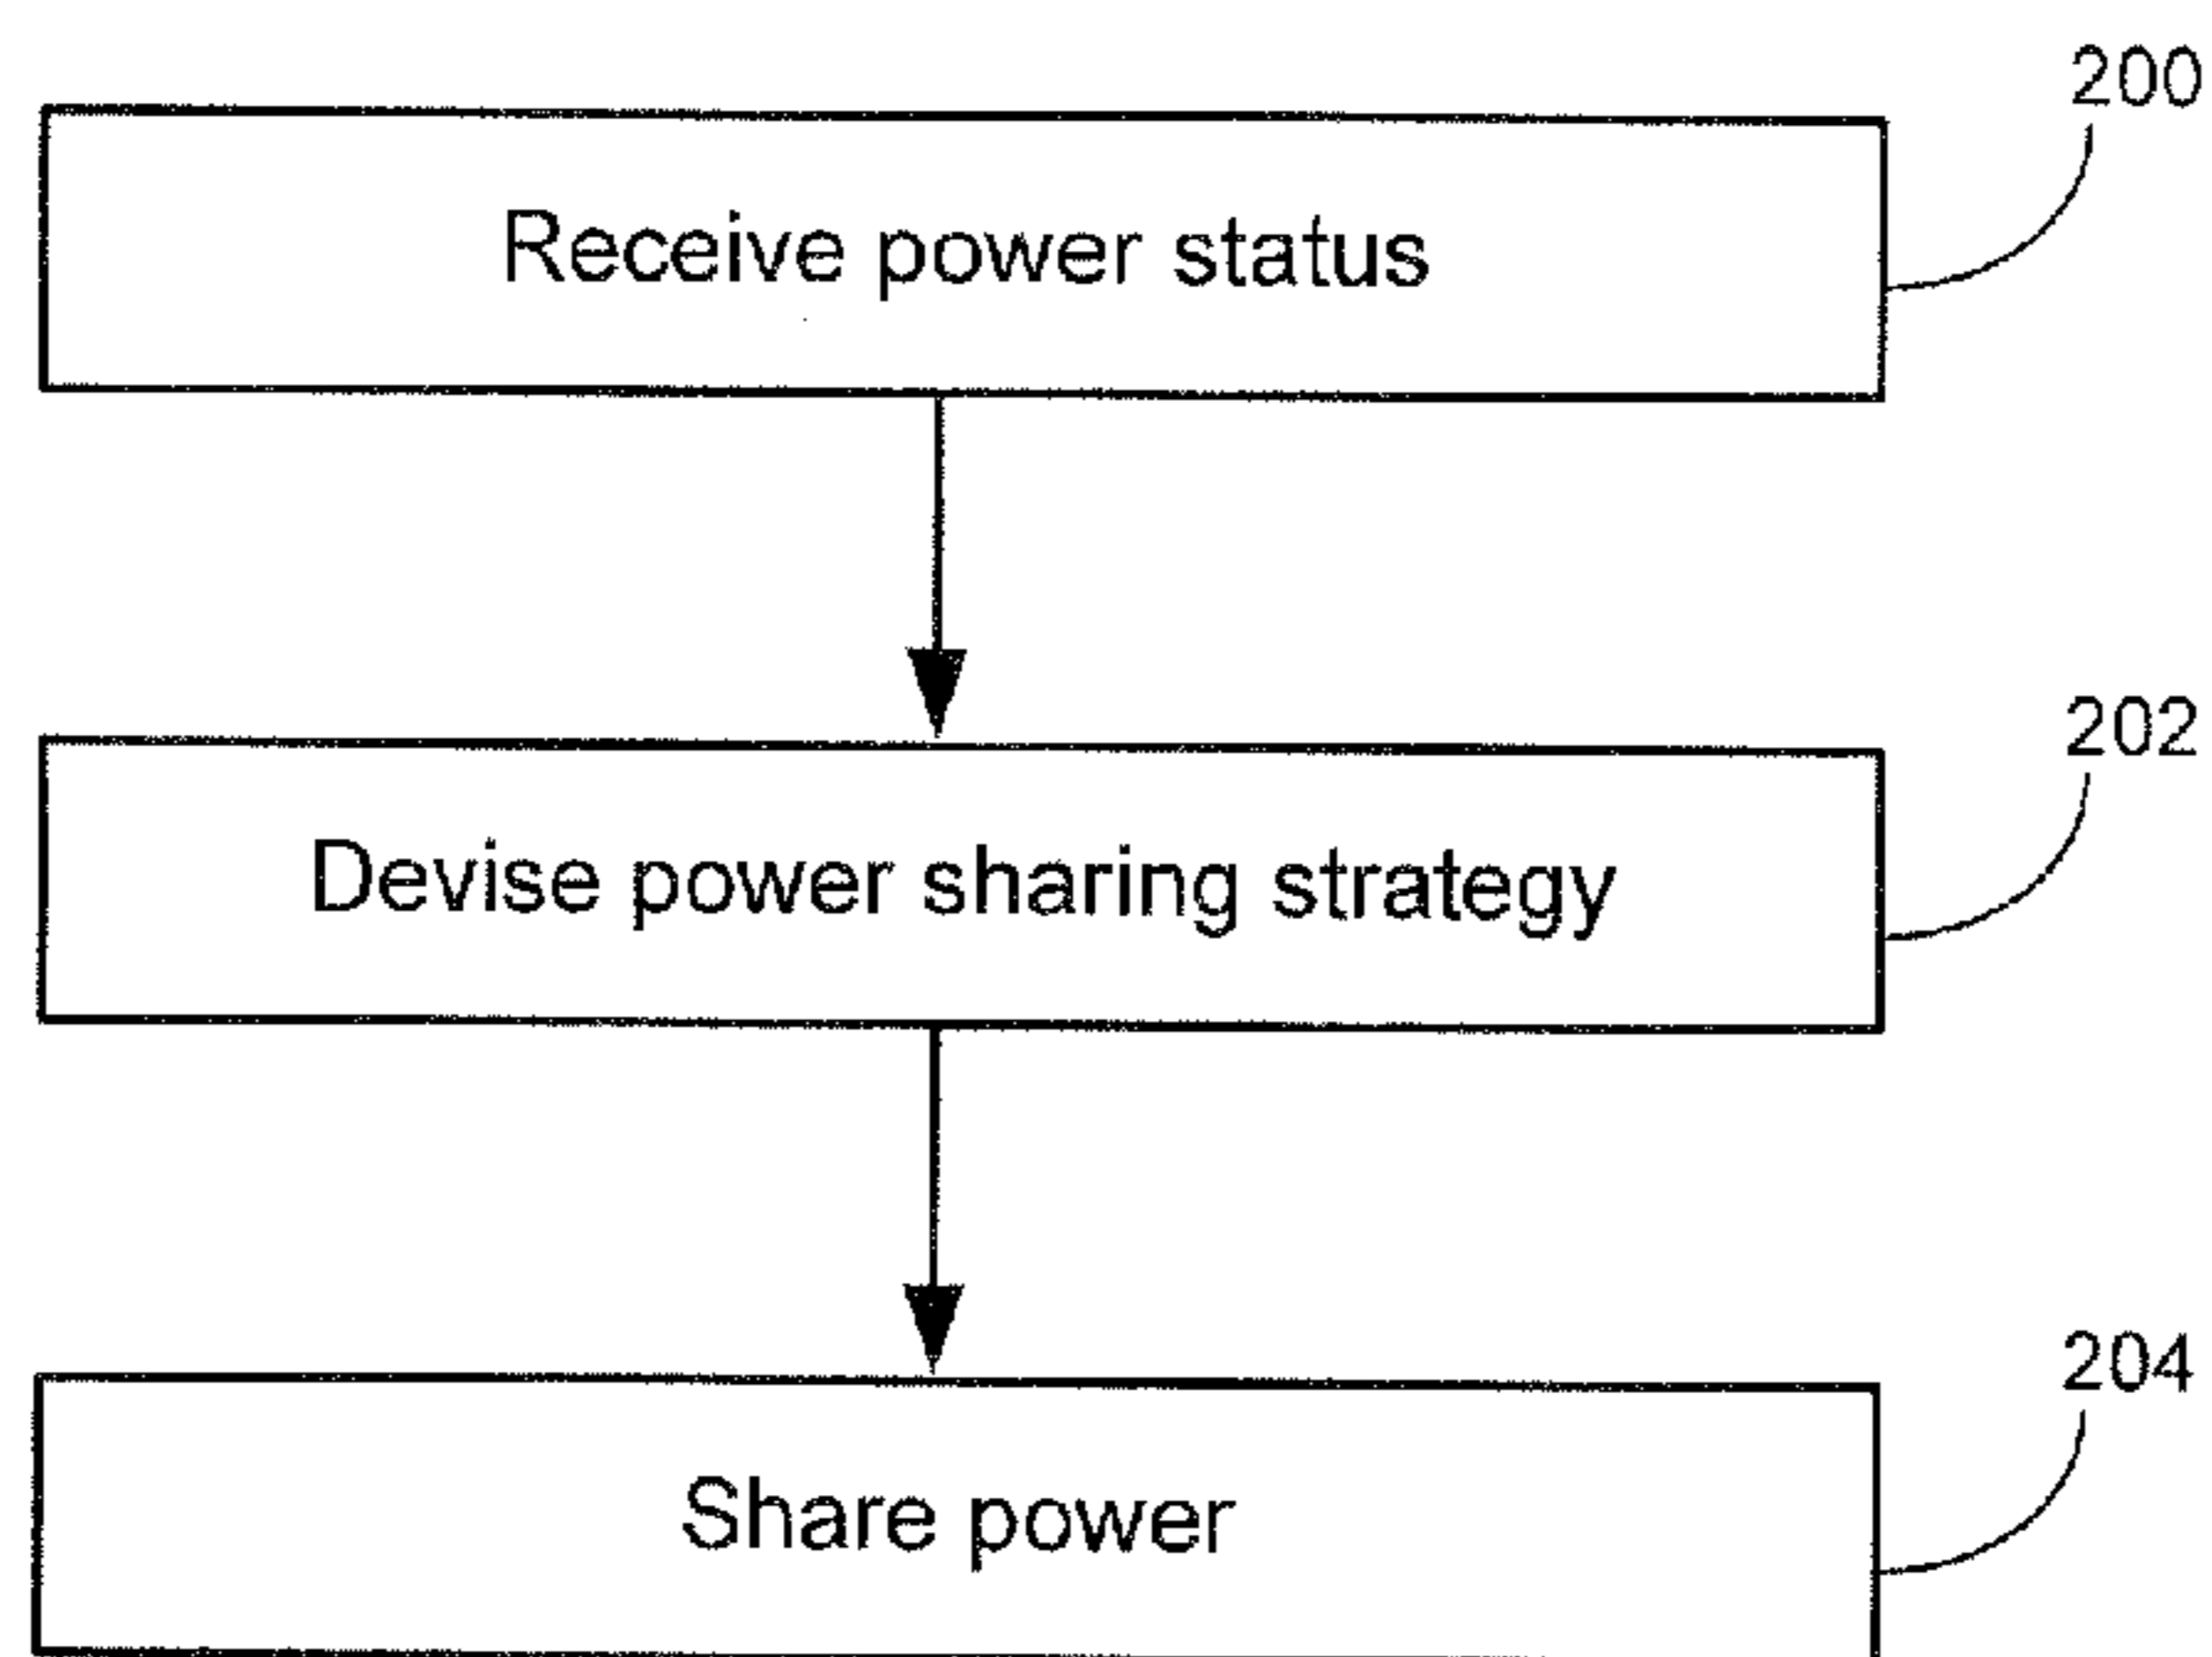 200
Receive power status
202
Devise power sharing strategy
204
Share power